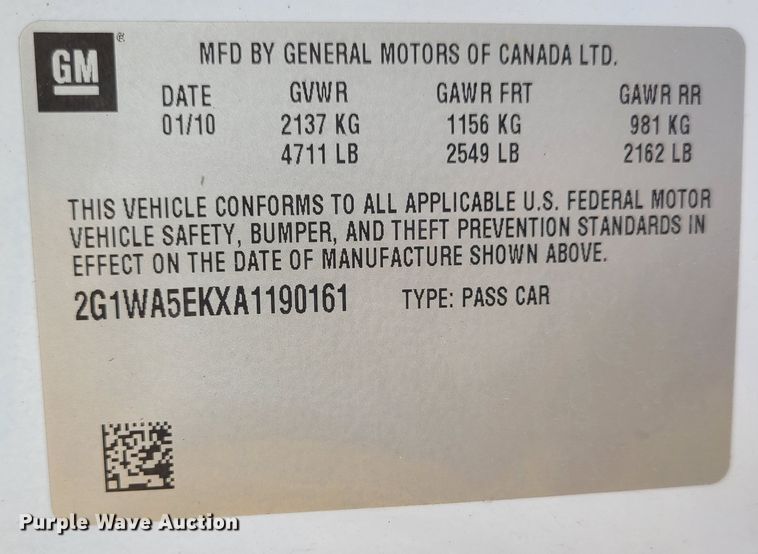 GM ®
MFD BY GENERAL MOTORS OF CANADA LTD.
DATE GVWR GAWR FRT GAWR RR
01/10 2137 KG 1156 KG 981 KG
4711 LB 2549 LB 2162 LB
THIS VEHICLE CONFORMS TO ALL APPLICABLE U.S. FEDERAL MOTOR
VEHICLE SAFETY, BUMPER, AND THEFT PREVENTION STANDARDS IN
EFFECT ON THE DATE OF MANUFACTURE SHOWN ABOVE.
2G1WA5EKXA1190161 TYPE: PASS CAR
Purple Wave Auction